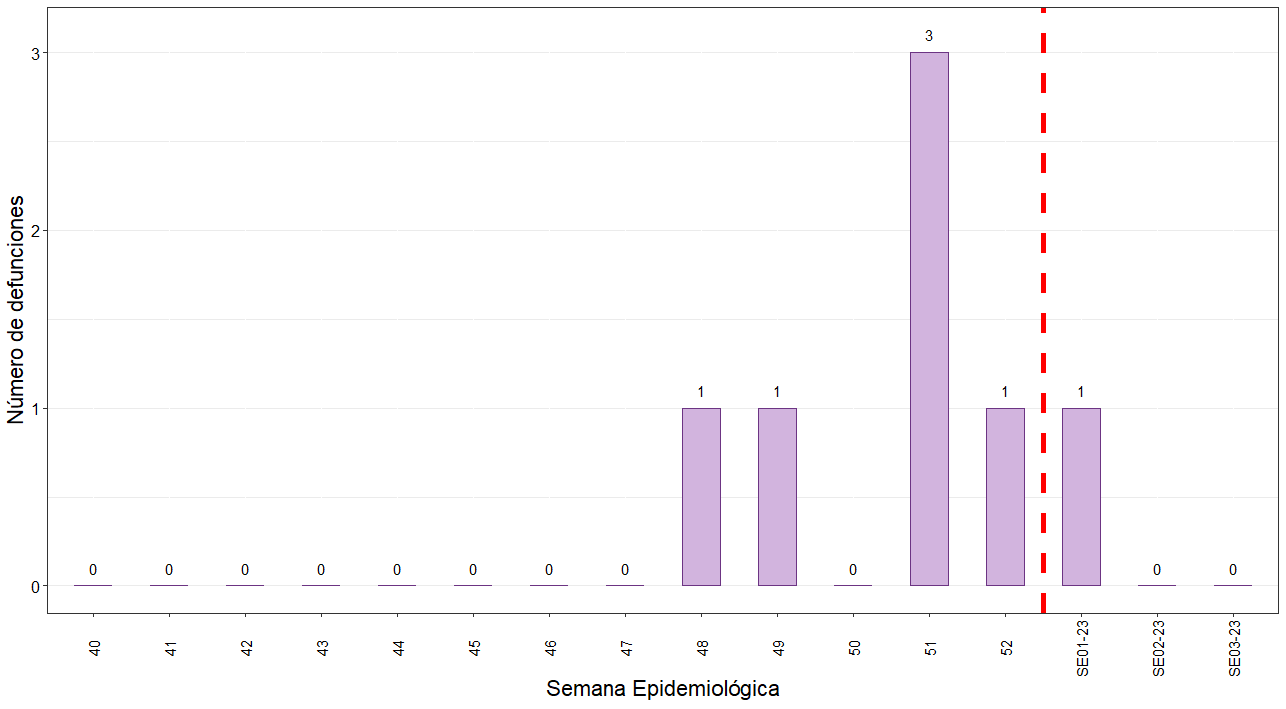 Número de defunciones
3
2
1
0
0 0 0 0 0 0 0 0 1 1 0 3 1 1 0 0
40 41 42 43 44 45 46 47 48 49 50 51 52 SE01-23 SE02-23 SE03-23
Semana Epidemiológica